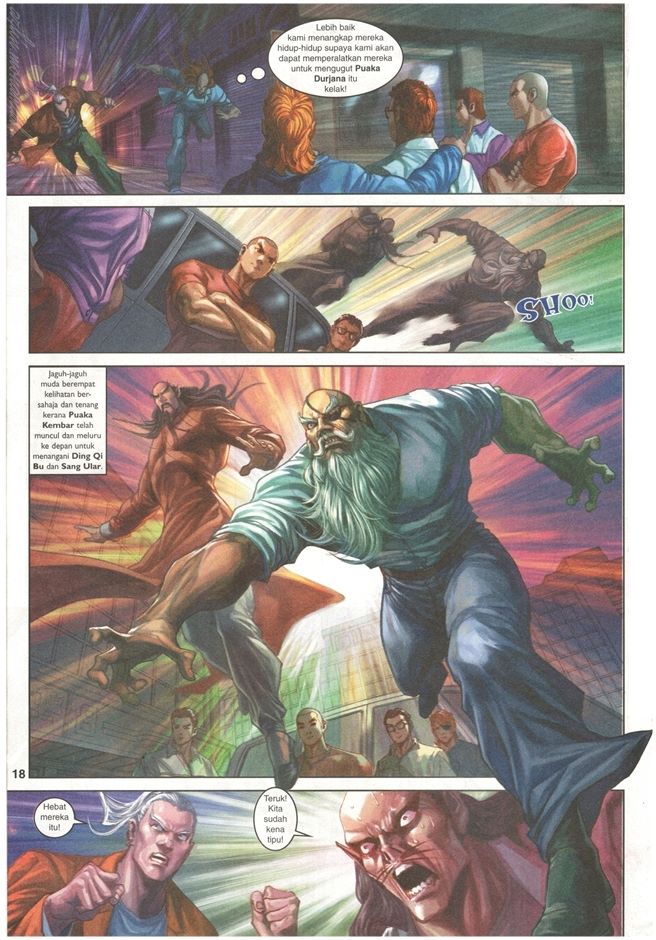 Lebih baik
kami menangkap mereka
hidup-hidup supaya kami akan
dapat memperalatkan mereka
untuk mengugut Puaka
Durjana itu
kelak!
SHOO!
Jaguh-jaguh
muda berempat
kelihatan ber-
sahaja dan tenang
kerana Puaka
Kembar telah
muncul dan meluru
ke depan untuk
menangani Ding Qi
Bu dan Sang Ular.
18
Hebat
mereka
itu!
Teruk!
Kita
sudah
kena
tipu!